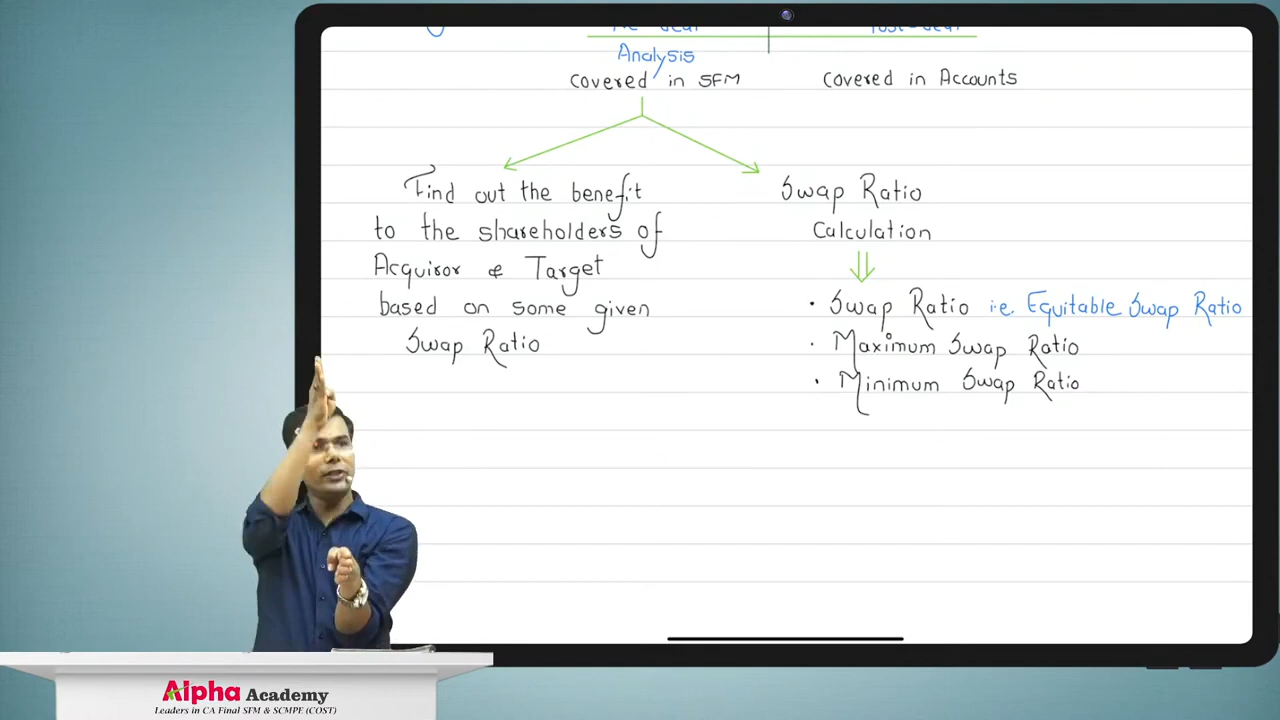 Analysis
Covered in SFM
Covered in Accounts
Find out the benefit
to the shareholders of
Acquiror & Target
based on some given
Swap Ratio
Swap Ratio
Calculation
• Swap Ratio i.e. Equitable Swap Ratio
• Maximum Swap Ratio
• Minimum Swap Ratio
Alpha Academy
Leaders in CA Final SFM & SCMPE (COST)